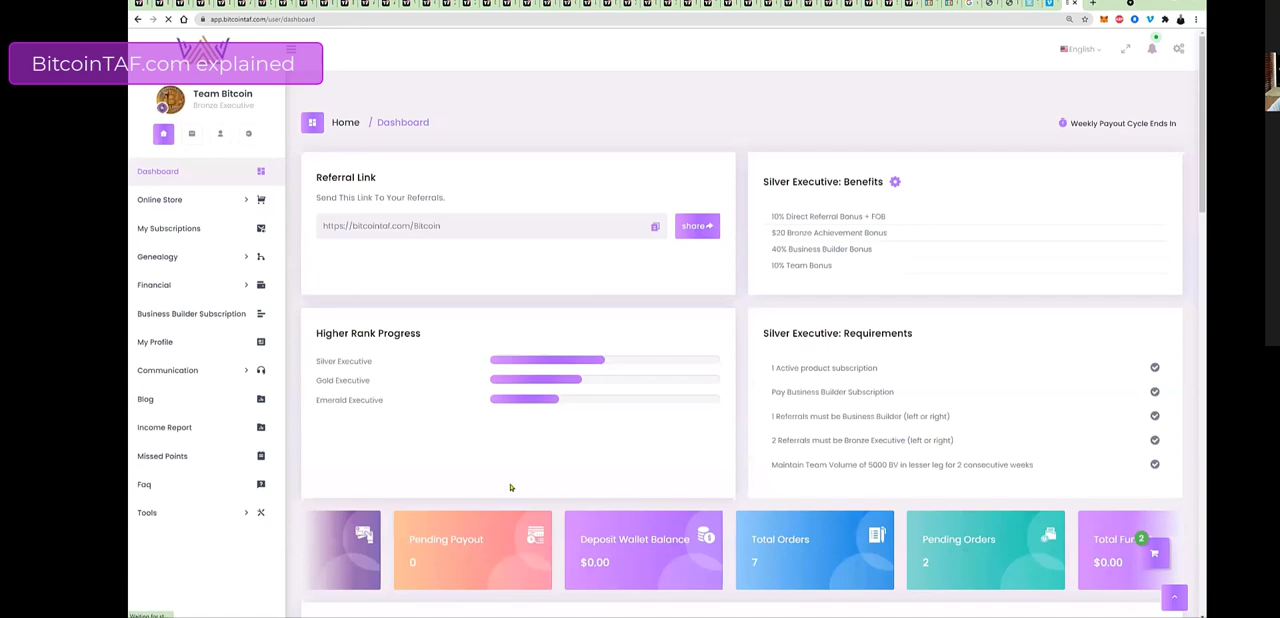 app.bitcointaf.com/user/dashboard
BitcoinTAF.com explained
English
Team Bitcoin
Bronze Executive
Home / Dashboard
Weekly Payout Cycle Ends In
Dashboard
Online Store
My Subscriptions
Genealogy
Financial
Business Builder Subscription
My Profile
Communication
Blog
Income Report
Missed Points
Faq
Tools
Referral Link
Send This Link To Your Referrals.
https://bitcointaf.com/Bitcoin
share
Silver Executive: Benefits
10% Direct Referral Bonus + FOB
$20 Bronze Achievement Bonus
40% Business Builder Bonus
10% Team Bonus
Higher Rank Progress
Silver Executive
Gold Executive
Emerald Executive
Silver Executive: Requirements
1 Active product subscription
Pay Business Builder Subscription
1 Referrals must be Business Builder (left or right)
2 Referrals must be Bronze Executive (left or right)
Maintain Team Volume of 5000 BV in lesser leg for 2 consecutive weeks
Pending Payout
0
Deposit Wallet Balance
$0.00
Total Orders
7
Pending Orders
2
Total Fun
$0.00
2